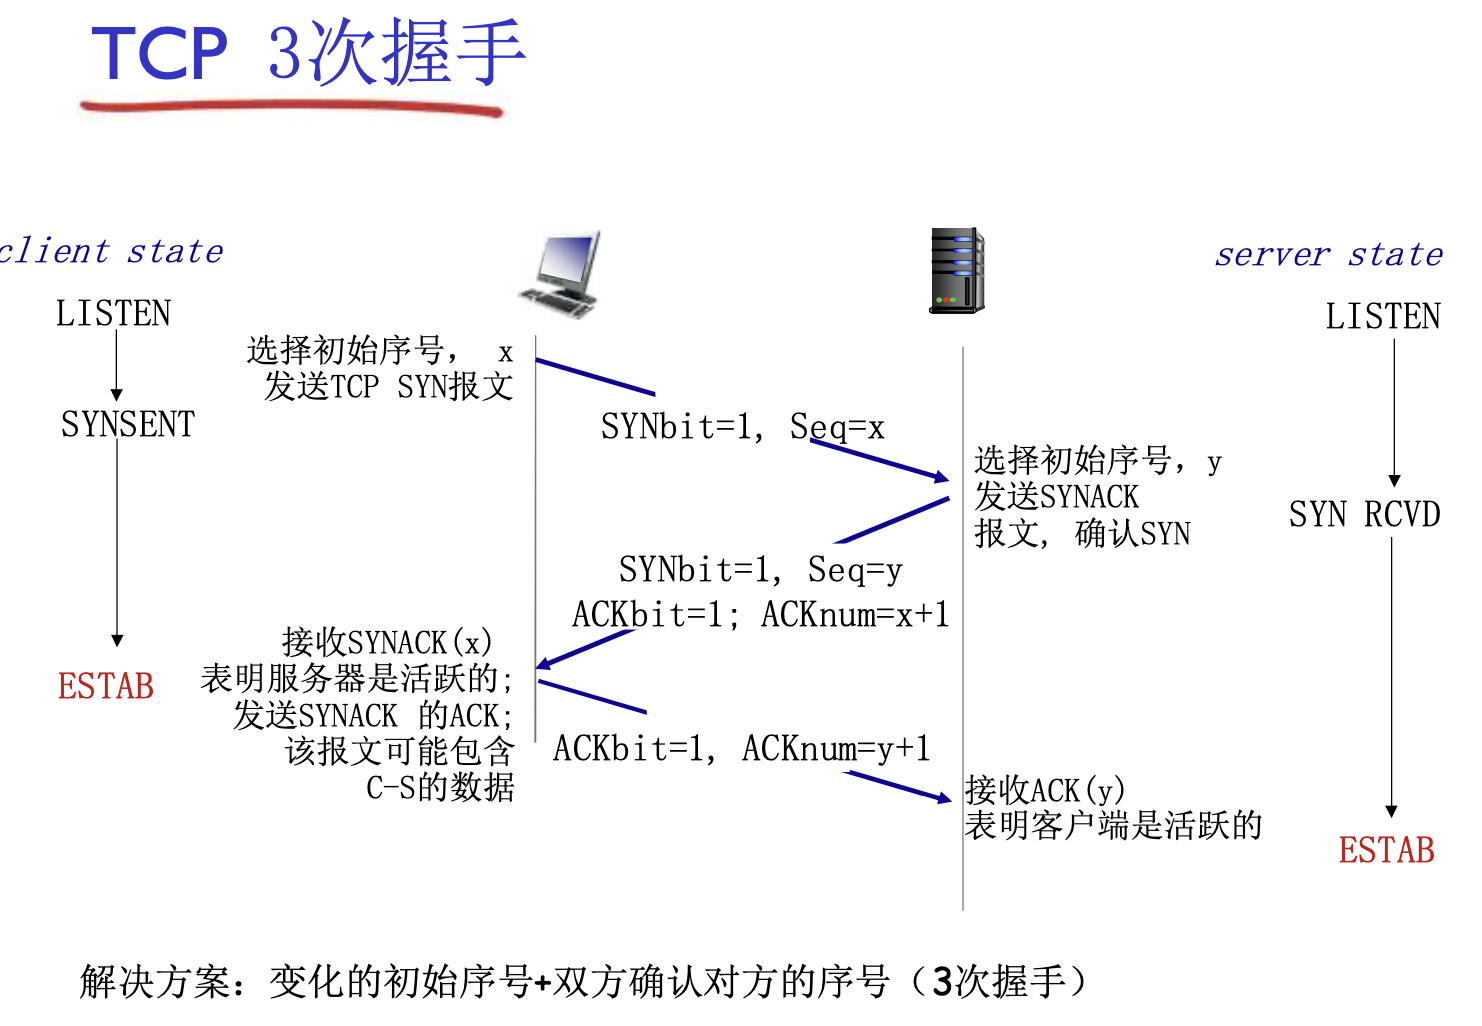 TCP 3次握手
client state
server state
LISTEN
LISTEN
选择初始序号， x
发送TCP SYN报文
SYNSENT
SYNbit=1, Seq=x
选择初始序号，y
发送SYNACK
报文, 确认SYN
SYN RCVD
SYNbit=1, Seq=y
ACKbit=1; ACKnum=x+1
接收SYNACK(x)
表明服务器是活跃的;
发送SYNACK 的ACK;
该报文可能包含
C-S的数据
ESTAB
ACKbit=1, ACKnum=y+1
接收ACK(y)
表明客户端是活跃的
ESTAB
解决方案：变化的初始序号+双方确认对方的序号（3次握手）